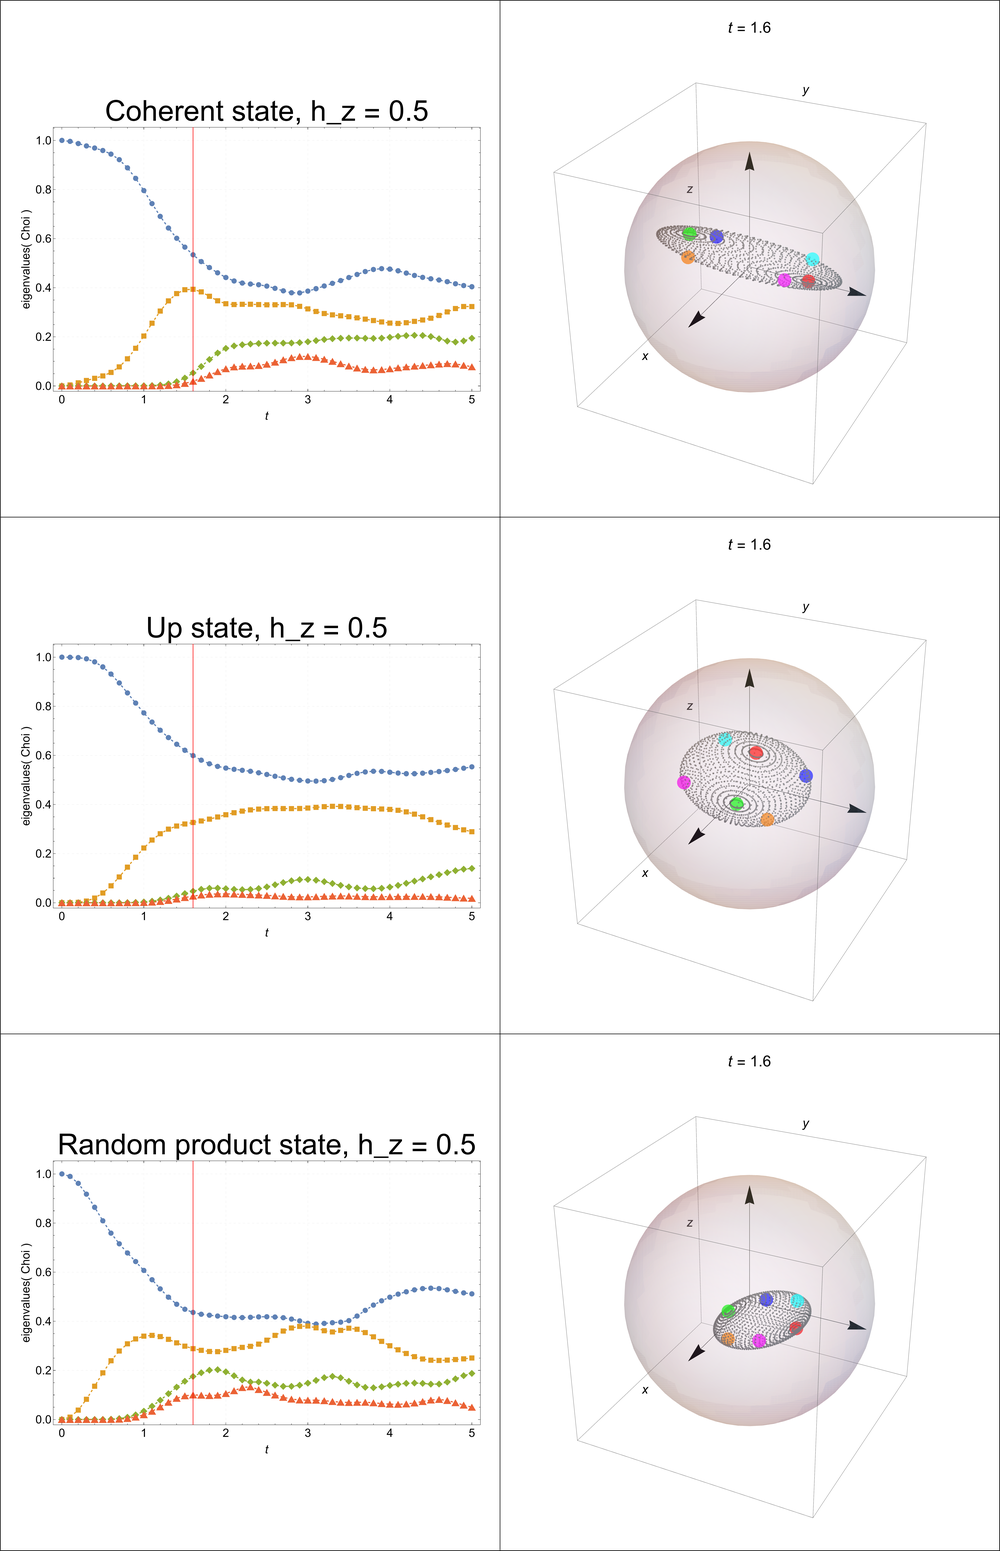 t = 1.6
Coherent state, h_z = 0.5
eigenvalues( Choi )
1.0
0.8
0.6
0.4
0.2
0.0
0 1 2 3 4 5
t
y
z
x
t = 1.6
Up state, h_z = 0.5
eigenvalues( Choi )
1.0
0.8
0.6
0.4
0.2
0.0
0 1 2 3 4 5
t
y
z
x
t = 1.6
Random product state, h_z = 0.5
eigenvalues( Choi )
1.0
0.8
0.6
0.4
0.2
0.0
0 1 2 3 4 5
t
y
z
x